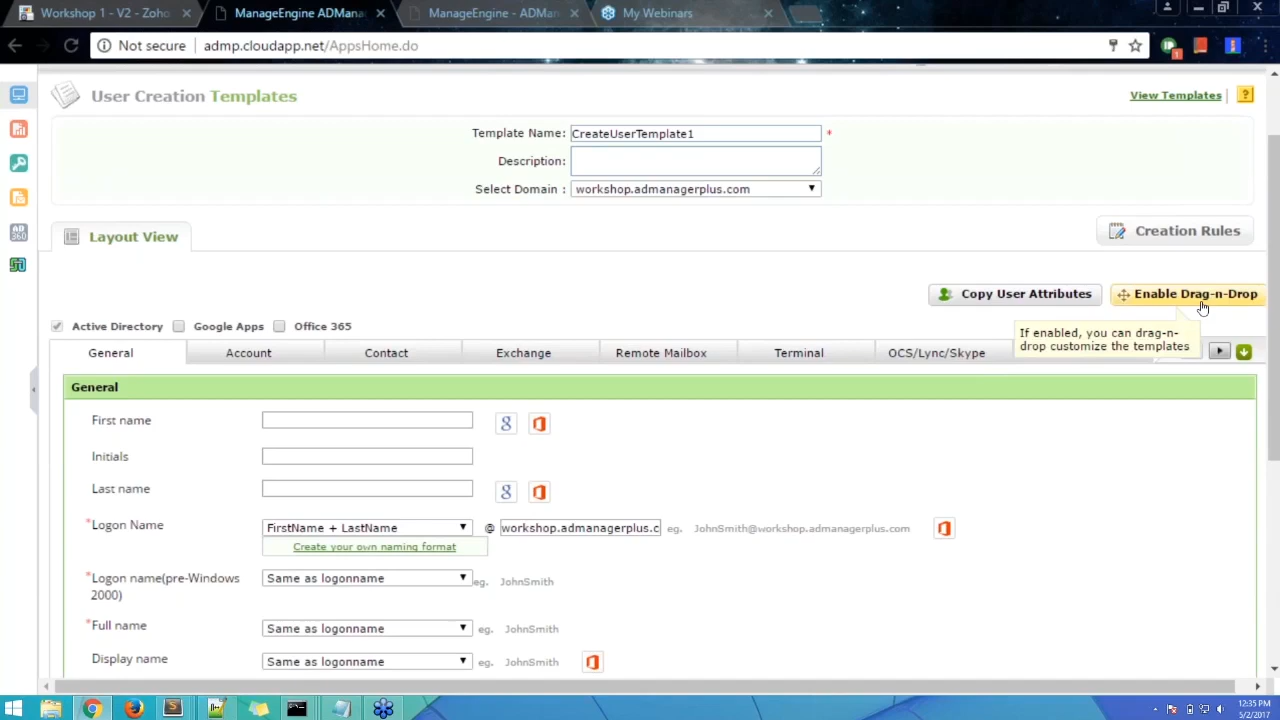 Workshop 1 - V2 - Zoho
ManageEngine ADMana
ManageEngine - ADMan
My Webinars
Not secure
admp.cloudapp.net/AppsHome.do
1
User Creation Templates
View Templates
?
Template Name:
CreateUserTemplate1
*
Description:
Select Domain :
workshop.admanagerplus.com
Layout View
Creation Rules
Copy User Attributes
Enable Drag-n-Drop
If enabled, you can drag-n-
drop customize the templates
Active Directory
Google Apps
Office 365
General
Account
Contact
Exchange
Remote Mailbox
Terminal
OCS/Lync/Skype
General
First name
Initials
Last name
*Logon Name
FirstName + LastName
@
workshop.admanagerplus.c
eg. JohnSmith@workshop.admanagerplus.com
Create your own naming format
*Logon name(pre-Windows
2000)
Same as logonname
eg. JohnSmith
*Full name
Same as logonname
eg. JohnSmith
Display name
Same as logonname
eg. JohnSmith
12:35 PM
5/2/2017